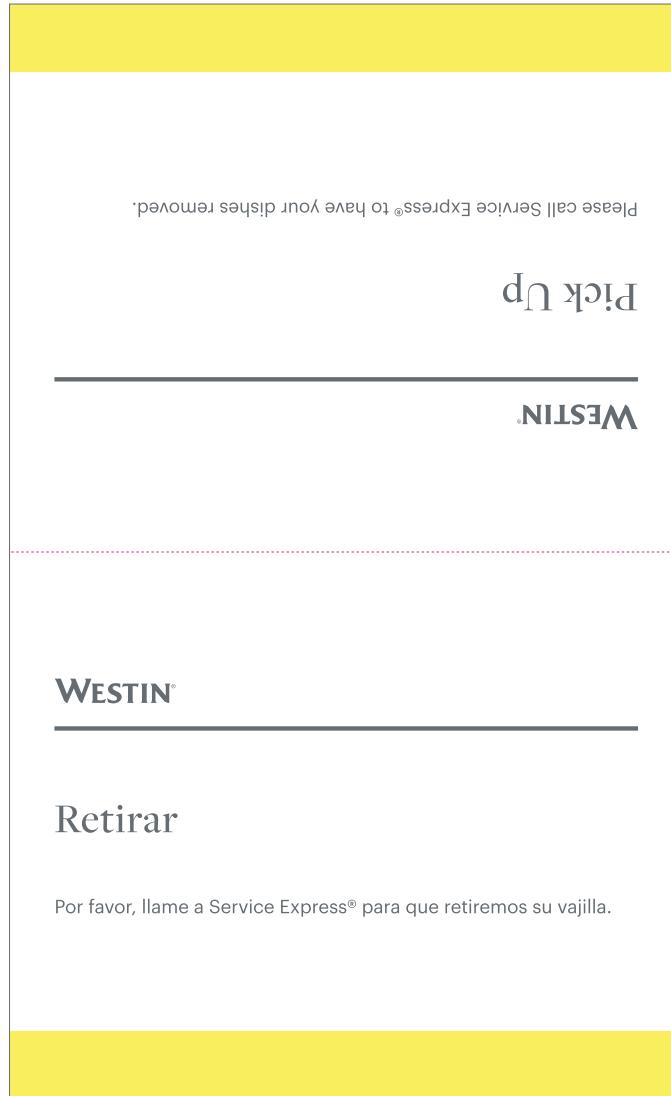 Please call Service Express® to have your dishes removed.
Pick Up
WESTIN®
WESTIN®
Retirar
Por favor, llame a Service Express® para que retiremos su vajilla.